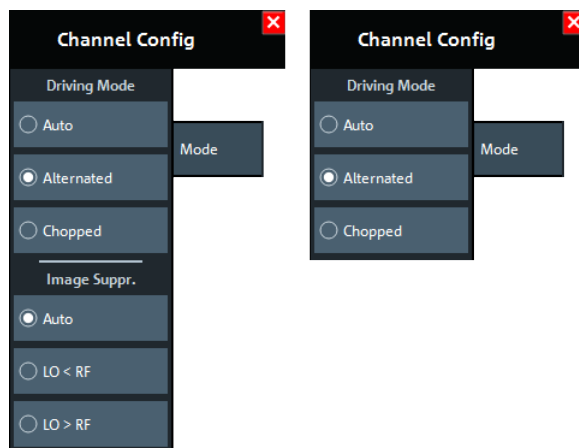 Channel Config
Driving Mode
Auto
Alternated
Chopped
Mode
Image Suppr.
Auto
LO < RF
LO > RF
Channel Config
Driving Mode
Auto
Alternated
Chopped
Mode